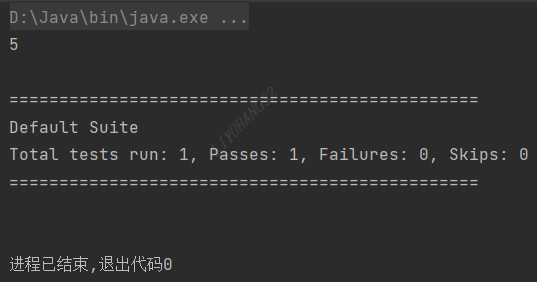 D:\Java\bin\java.exe ...
5
===============================================
Default Suite
Total tests run: 1, Passes: 1, Failures: 0, Skips: 0
===============================================
进程已结束,退出代码0